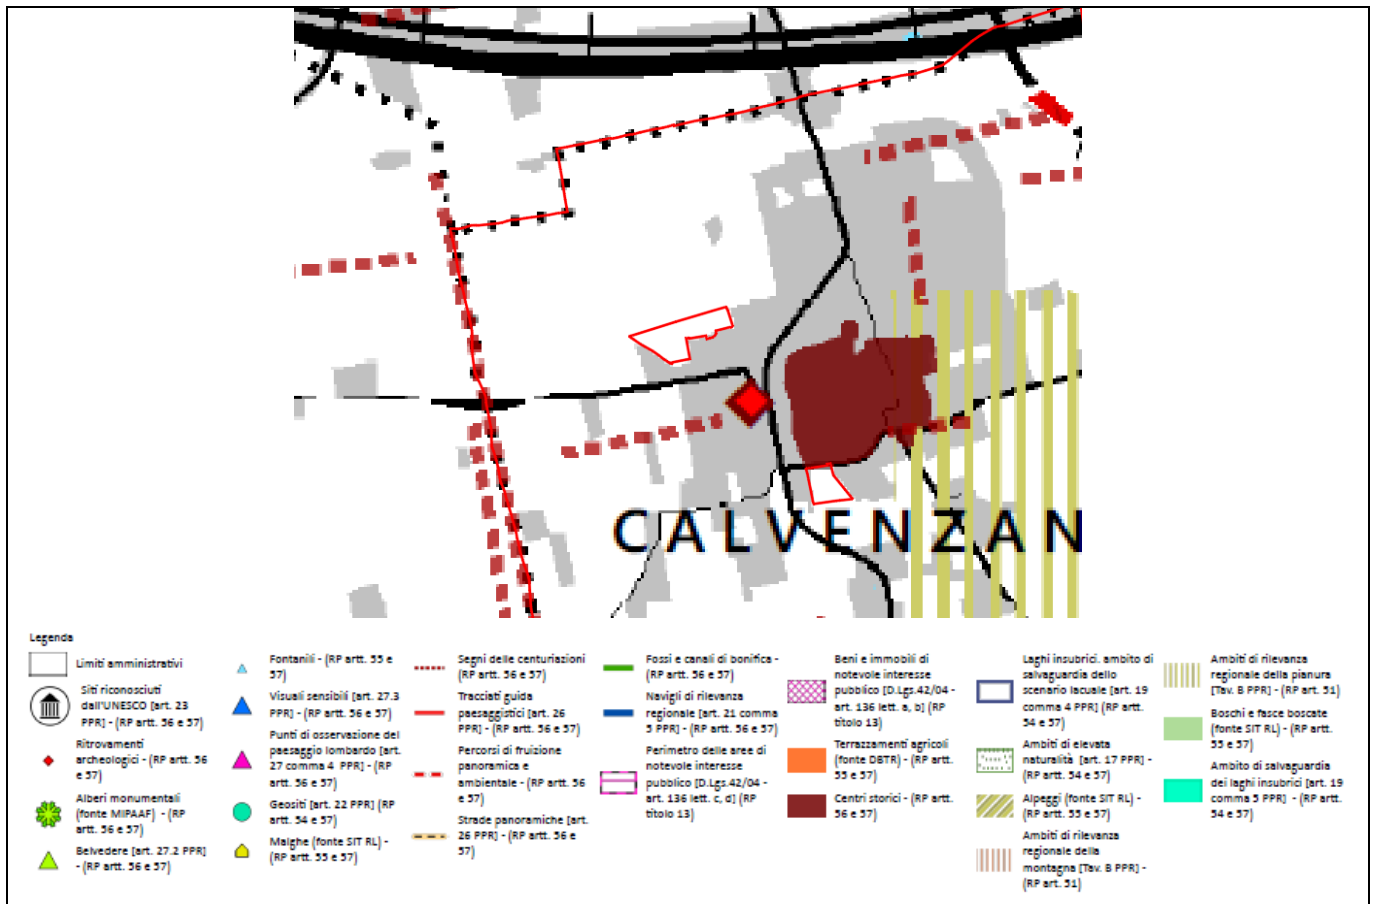 CALVENZAN
Legenda
Limiti amministrativi
Siti riconosciuti
dall'UNESCO [art. 23
PPR] - (RP artt. 56 e 57)
Ritrovamenti
archeologici - (RP artt. 56
e 57)
Alberi monumentali
(fonte MIPAAF) - (RP
artt. 56 e 57)
Belvedere [art. 27.2 PPR]
- (RP artt. 56 e 57)
Fontanili - (RP artt. 55 e
57)
Visuali sensibili [art. 27.3
PPR] - (RP artt. 56 e 57)
Punti di osservazione del
paesaggio lombardo [art.
27 comma 4 PPR] - (RP
artt. 56 e 57)
Geositi [art. 22 PPR] (RP
artt. 54 e 57)
Malghe (fonte SIT RL) -
(RP artt. 55 e 57)
Segni delle centuriazioni
(RP artt. 56 e 57)
Tracciati guida
paesaggistici [art. 26
PPR] - (RP artt. 56 e 57)
Percorsi di fruizione
panoramica e
ambientale - (RP artt. 56
e 57)
Strade panoramiche [art.
26 PPR] - (RP artt. 56 e
57)
Fossi e canali di bonifica -
(RP artt. 56 e 57)
Navigli di rilevanza
regionale [art. 21 comma
5 PPR] - (RP artt. 56 e 57)
Perimetro delle aree di
notevole interesse
pubblico [D.Lgs.42/04 -
art. 136 lett. c, d] (RP
titolo 13)
Beni e immobili di
notevole interesse
pubblico [D.Lgs.42/04 -
art. 136 lett. a, b] (RP
titolo 13)
Terrazzamenti agricoli
(fonte DBTR) - (RP artt.
55 e 57)
Centri storici - (RP artt.
56 e 57)
Laghi insubrici. ambito di
salvaguardia dello
scenario lacuale [art. 19
comma 4 PPR] (RP artt.
54 e 57)
Ambiti di elevata
naturalità [art. 17 PPR] -
(RP artt. 54 e 57)
Alpeggi (fonte SIT RL) -
(RP artt. 55 e 57)
Ambiti di rilevanza
regionale della
montagna [Tav. B PPR] -
(RP art. 51)
Ambiti di rilevanza
regionale della pianura
[Tav. B PPR] - (RP art. 51)
Boschi e fasce boscate
(fonte SIT RL) - (RP artt.
55 e 57)
Ambito di salvaguardia
dei laghi insubrici [art. 19
comma 5 PPR] - (RP artt.
54 e 57)